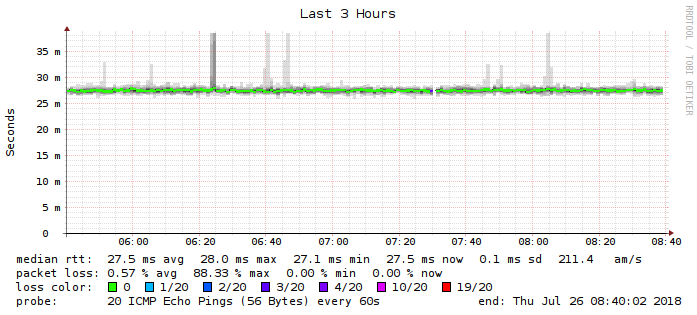 Last 3 Hours
RRDTOOL / TOBI OETIKER
Seconds
35 m
30 m
25 m
20 m
15 m
10 m
5 m
0
06:00 06:20 06:40 07:00 07:20 07:40 08:00 08:20 08:40
median rtt: 27.5 ms avg 28.0 ms max 27.1 ms min 27.5 ms now 0.1 ms sd 211.4 am/s
packet loss: 0.57 % avg 88.33 % max 0.00 % min 0.00 % now
loss color: 0 1/20 2/20 3/20 4/20 10/20 19/20
probe: 20 ICMP Echo Pings (56 Bytes) every 60s end: Thu Jul 26 08:40:02 2018